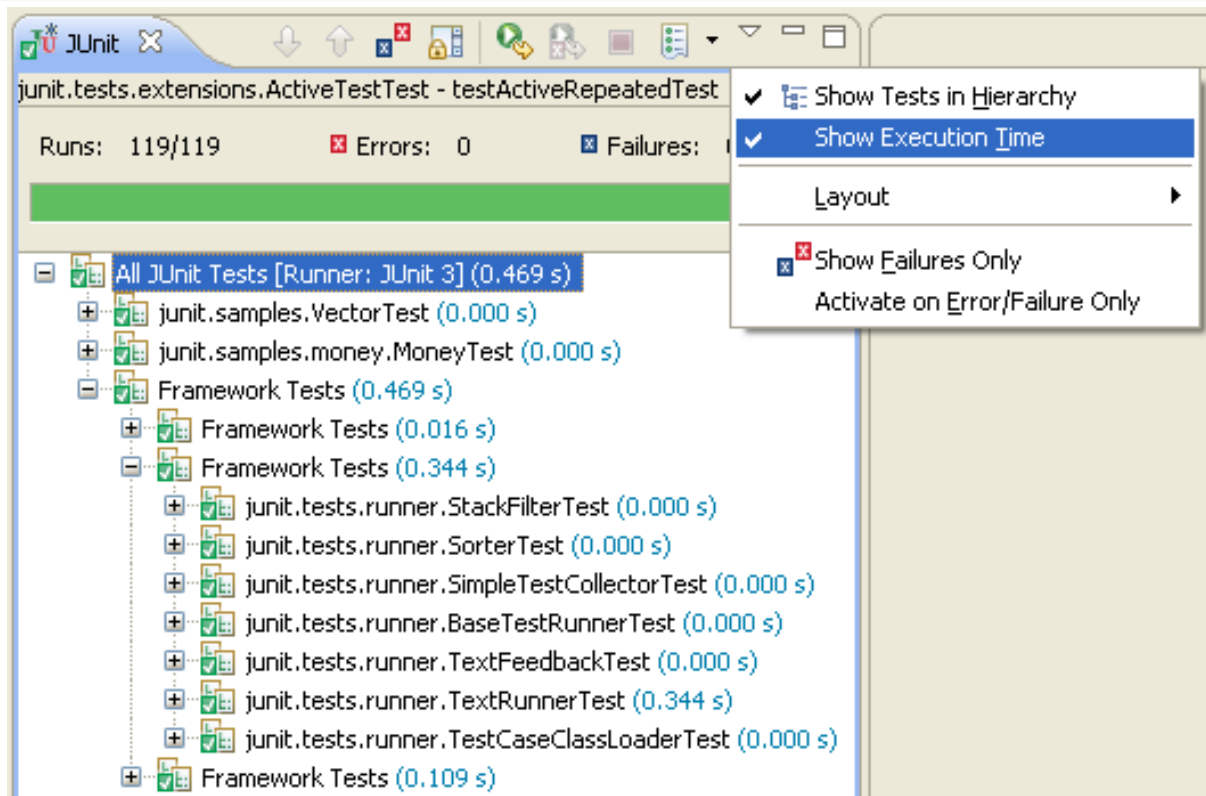 JUnit
junit.tests.extensions.ActiveTestTest - testActiveRepeatedTest
Runs: 119/119 Errors: 0 Failures:
Show Tests in Hierarchy
Show Execution Time
Layout
Show Failures Only
Activate on Error/Failure Only
All JUnit Tests [Runner: JUnit 3] (0.469 s)
junit.samples.VectorTest (0.000 s)
junit.samples.money.MoneyTest (0.000 s)
Framework Tests (0.469 s)
Framework Tests (0.016 s)
Framework Tests (0.344 s)
junit.tests.runner.StackFilterTest (0.000 s)
junit.tests.runner.SorterTest (0.000 s)
junit.tests.runner.SimpleTestCollectorTest (0.000 s)
junit.tests.runner.BaseTestRunnerTest (0.000 s)
junit.tests.runner.TextFeedbackTest (0.000 s)
junit.tests.runner.TextRunnerTest (0.344 s)
junit.tests.runner.TestCaseClassLoaderTest (0.000 s)
Framework Tests (0.109 s)